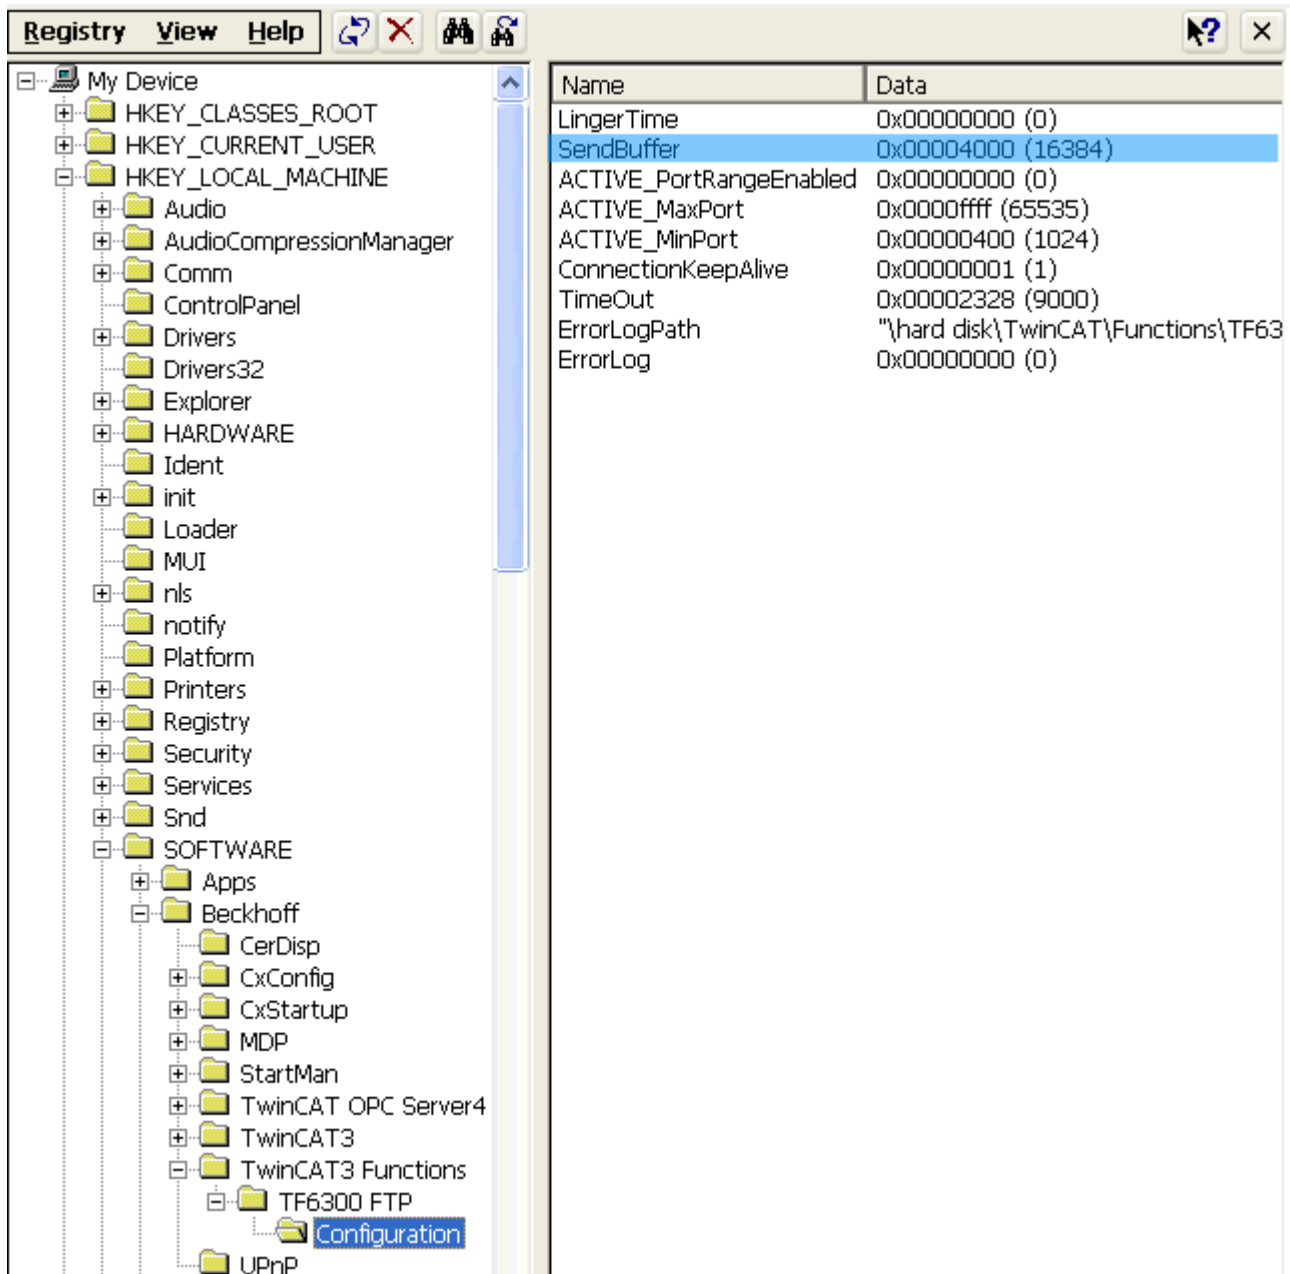 Registry View Help
My Device
HKEY_CLASSES_ROOT
HKEY_CURRENT_USER
HKEY_LOCAL_MACHINE
Audio
AudioCompressionManager
Comm
ControlPanel
Drivers
Drivers32
Explorer
HARDWARE
Ident
init
Loader
MUI
nls
notify
Platform
Printers
Registry
Security
Services
Snd
SOFTWARE
Apps
Beckhoff
CerDisp
CxConfig
CxStartup
MDP
StartMan
TwinCAT OPC Server4
TwinCAT3
TwinCAT3 Functions
TF6300 FTP
Configuration
UPnP
Name Data
LingerTime 0x00000000 (0)
SendBuffer 0x00004000 (16384)
ACTIVE_PortRangeEnabled 0x00000000 (0)
ACTIVE_MaxPort 0x0000ffff (65535)
ACTIVE_MinPort 0x00000400 (1024)
ConnectionKeepAlive 0x00000001 (1)
TimeOut 0x00002328 (9000)
ErrorLogPath "\hard disk\TwinCAT\Functions\TF63
ErrorLog 0x00000000 (0)